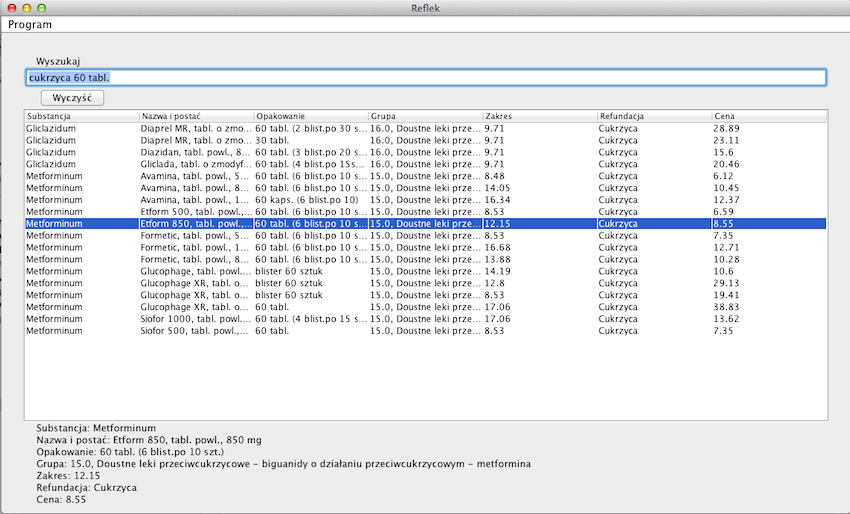 Reflek
Program
Wyszukaj
cukrzyca 60 tabl.
Wyczyść
Substancja Nazwa i postać Opakowanie Grupa Zakres Refundacja Cena
Gliclazidum Diaprel MR, tabl. o zmo... 60 tabl. (2 blist.po 30 s... 16.0, Doustne leki prze... 9.71 Cukrzyca 28.89
Gliclazidum Diaprel MR, tabl. o zmo... 30 tabl. 16.0, Doustne leki prze... 9.71 Cukrzyca 23.11
Gliclazidum Diazidan, tabl. powl., 8... 60 tabl. (3 blist.po 20 s... 16.0, Doustne leki prze... 9.71 Cukrzyca 15.6
Gliclazidum Gliclada, tabl. o zmodyf... 60 tabl. (4 blist.po 15s... 16.0, Doustne leki prze... 9.71 Cukrzyca 20.46
Metforminum Avamina, tabl. powl., 5... 60 tabl. (6 blist.po 10 s... 15.0, Doustne leki prze... 8.48 Cukrzyca 6.12
Metforminum Avamina, tabl. powl., 8... 60 tabl. (6 blist.po 10 s... 15.0, Doustne leki prze... 14.05 Cukrzyca 10.45
Metforminum Avamina, tabl. powl., 1... 60 kaps. (6 blist.po 10) 15.0, Doustne leki prze... 16.34 Cukrzyca 12.37
Metforminum Etform 500, tabl. powl.,... 60 tabl. (6 blist.po 10 s... 15.0, Doustne leki prze... 8.53 Cukrzyca 6.59
Metforminum Etform 850, tabl. powl.,... 60 tabl. (6 blist.po 10 s... 15.0, Doustne leki prze... 12.15 Cukrzyca 8.55
Metforminum Formetic, tabl. powl., 5... 60 tabl. (6 blist.po 10 s... 15.0, Doustne leki prze... 8.53 Cukrzyca 7.35
Metforminum Formetic, tabl. powl., 1... 60 tabl. (6 blist.po 10 s... 15.0, Doustne leki prze... 16.68 Cukrzyca 12.71
Metforminum Formetic, tabl. powl., 8... 60 tabl. (6 blist.po 10 s... 15.0, Doustne leki prze... 13.88 Cukrzyca 10.28
Metforminum Glucophage, tabl. powl.... blister 60 sztuk 15.0, Doustne leki prze... 14.19 Cukrzyca 10.6
Metforminum Glucophage XR, tabl. o... blister 60 sztuk 15.0, Doustne leki prze... 12.8 Cukrzyca 29.13
Metforminum Glucophage XR, tabl. o... blister 60 sztuk 15.0, Doustne leki prze... 8.53 Cukrzyca 19.41
Metforminum Glucophage XR, tabl. o... 60 tabl. 15.0, Doustne leki prze... 17.06 Cukrzyca 38.83
Metforminum Siofor 1000, tabl. powl.... 60 tabl. (4 blist.po 15 s... 15.0, Doustne leki prze... 17.06 Cukrzyca 13.62
Metforminum Siofor 500, tabl. powl.,... 60 tabl. 15.0, Doustne leki prze... 8.53 Cukrzyca 7.35
Substancja: Metforminum
Nazwa i postać: Etform 850, tabl. powl., 850 mg
Opakowanie: 60 tabl. (6 blist.po 10 szt.)
Grupa: 15.0, Doustne leki przeciwcukrzycowe - biguanidy o działaniu przeciwcukrzycowym - metformina
Zakres: 12.15
Refundacja: Cukrzyca
Cena: 8.55